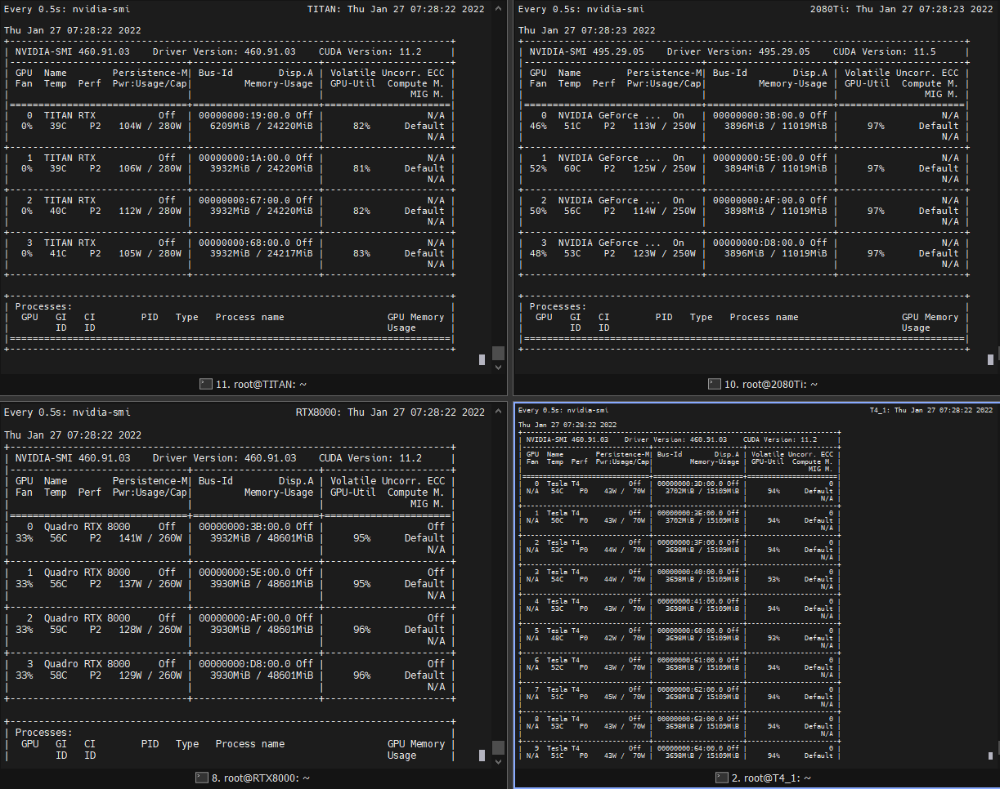 Every 0.5s: nvidia-smi                               TITAN: Thu Jan 27 07:28:22 2022

Thu Jan 27 07:28:22 2022
+-----------------------------------------------------------------------------+
| NVIDIA-SMI 460.91.03    Driver Version: 460.91.03    CUDA Version: 11.2     |
|-------------------------------+----------------------+----------------------+
| GPU  Name        Persistence-M| Bus-Id        Disp.A | Volatile Uncorr. ECC |
| Fan  Temp  Perf  Pwr:Usage/Cap|         Memory-Usage | GPU-Util  Compute M. |
|                               |                      |               MIG M. |
|===============================+======================+======================|
|   0  TITAN RTX           Off  | 00000000:19:00.0 Off |                  N/A |
|  0%   39C    P2   104W / 280W |   6209MiB / 24220MiB |     82%      Default |
|                               |                      |                  N/A |
+-------------------------------+----------------------+----------------------+
|   1  TITAN RTX           Off  | 00000000:1A:00.0 Off |                  N/A |
|  0%   39C    P2   106W / 280W |   3932MiB / 24220MiB |     81%      Default |
|                               |                      |                  N/A |
+-------------------------------+----------------------+----------------------+
|   2  TITAN RTX           Off  | 00000000:67:00.0 Off |                  N/A |
|  0%   40C    P2   112W / 280W |   3932MiB / 24220MiB |     82%      Default |
|                               |                      |                  N/A |
+-------------------------------+----------------------+----------------------+
|   3  TITAN RTX           Off  | 00000000:68:00.0 Off |                  N/A |
|  0%   41C    P2   105W / 280W |   3932MiB / 24217MiB |     83%      Default |
|                               |                      |                  N/A |
+-------------------------------+----------------------+----------------------+

+-----------------------------------------------------------------------------+
| Processes:                                                                  |
|  GPU   GI   CI        PID   Type   Process name                  GPU Memory |
|        ID   ID                                                   Usage      |
|=============================================================================|
+-----------------------------------------------------------------------------+
11. root@TITAN: ~
Every 0.5s: nvidia-smi                             2080Ti: Thu Jan 27 07:28:23 2022

Thu Jan 27 07:28:23 2022
+-----------------------------------------------------------------------------+
| NVIDIA-SMI 495.29.05    Driver Version: 495.29.05    CUDA Version: 11.5     |
|-------------------------------+----------------------+----------------------+
| GPU  Name        Persistence-M| Bus-Id        Disp.A | Volatile Uncorr. ECC |
| Fan  Temp  Perf  Pwr:Usage/Cap|         Memory-Usage | GPU-Util  Compute M. |
|                               |                      |               MIG M. |
|===============================+======================+======================|
|   0  NVIDIA GeForce ...  On   | 00000000:3B:00.0 Off |                  N/A |
| 46%   51C    P2   113W / 250W |   3896MiB / 11019MiB |     97%      Default |
|                               |                      |                  N/A |
+-------------------------------+----------------------+----------------------+
|   1  NVIDIA GeForce ...  On   | 00000000:5E:00.0 Off |                  N/A |
| 52%   60C    P2   125W / 250W |   3894MiB / 11019MiB |     97%      Default |
|                               |                      |                  N/A |
+-------------------------------+----------------------+----------------------+
|   2  NVIDIA GeForce ...  On   | 00000000:AF:00.0 Off |                  N/A |
| 50%   56C    P2   114W / 250W |   3898MiB / 11019MiB |     97%      Default |
|                               |                      |                  N/A |
+-------------------------------+----------------------+----------------------+
|   3  NVIDIA GeForce ...  On   | 00000000:D8:00.0 Off |                  N/A |
| 48%   53C    P2   123W / 250W |   3896MiB / 11019MiB |     97%      Default |
|                               |                      |                  N/A |
+-------------------------------+----------------------+----------------------+

+-----------------------------------------------------------------------------+
| Processes:                                                                  |
|  GPU   GI   CI        PID   Type   Process name                  GPU Memory |
|        ID   ID                                                   Usage      |
|=============================================================================|
+-----------------------------------------------------------------------------+
10. root@2080Ti: ~
Every 0.5s: nvidia-smi                             RTX8000: Thu Jan 27 07:28:22 2022

Thu Jan 27 07:28:22 2022
+-----------------------------------------------------------------------------+
| NVIDIA-SMI 460.91.03    Driver Version: 460.91.03    CUDA Version: 11.2     |
|-------------------------------+----------------------+----------------------+
| GPU  Name        Persistence-M| Bus-Id        Disp.A | Volatile Uncorr. ECC |
| Fan  Temp  Perf  Pwr:Usage/Cap|         Memory-Usage | GPU-Util  Compute M. |
|                               |                      |               MIG M. |
|===============================+======================+======================|
|   0  Quadro RTX 8000     Off  | 00000000:3B:00.0 Off |                  Off |
| 33%   56C    P2   141W / 260W |   3932MiB / 48601MiB |     95%      Default |
|                               |                      |                  N/A |
+-------------------------------+----------------------+----------------------+
|   1  Quadro RTX 8000     Off  | 00000000:5E:00.0 Off |                  Off |
| 33%   56C    P2   137W / 260W |   3930MiB / 48601MiB |     95%      Default |
|                               |                      |                  N/A |
+-------------------------------+----------------------+----------------------+
|   2  Quadro RTX 8000     Off  | 00000000:AF:00.0 Off |                  Off |
| 33%   59C    P2   128W / 260W |   3930MiB / 48601MiB |     96%      Default |
|                               |                      |                  N/A |
+-------------------------------+----------------------+----------------------+
|   3  Quadro RTX 8000     Off  | 00000000:D8:00.0 Off |                  Off |
| 33%   58C    P2   129W / 260W |   3930MiB / 48601MiB |     96%      Default |
|                               |                      |                  N/A |
+-------------------------------+----------------------+----------------------+

+-----------------------------------------------------------------------------+
| Processes:                                                                  |
|  GPU   GI   CI        PID   Type   Process name                  GPU Memory |
|        ID   ID                                                   Usage      |
8. root@RTX8000: ~
Every 0.5s: nvidia-smi                             T4_1: Thu Jan 27 07:28:22 2022

Thu Jan 27 07:28:22 2022
+-----------------------------------------------------------------------------+
| NVIDIA-SMI 460.91.03    Driver Version: 460.91.03    CUDA Version: 11.2     |
|-------------------------------+----------------------+----------------------+
| GPU  Name        Persistence-M| Bus-Id        Disp.A | Volatile Uncorr. ECC |
| Fan  Temp  Perf  Pwr:Usage/Cap|         Memory-Usage | GPU-Util  Compute M. |
|                               |                      |               MIG M. |
|===============================+======================+======================|
|   0  Tesla T4            Off  | 00000000:3D:00.0 Off |                    0 |
| N/A   54C    P0    43W /  70W |   3702MiB / 15109MiB |     94%      Default |
|                               |                      |                  N/A |
+-------------------------------+----------------------+----------------------+
|   1  Tesla T4            Off  | 00000000:3E:00.0 Off |                    0 |
| N/A   50C    P0    43W /  70W |   3702MiB / 15109MiB |     94%      Default |
|                               |                      |                  N/A |
+-------------------------------+----------------------+----------------------+
|   2  Tesla T4            Off  | 00000000:3F:00.0 Off |                    0 |
| N/A   53C    P0    44W /  70W |   3698MiB / 15109MiB |     94%      Default |
|                               |                      |                  N/A |
+-------------------------------+----------------------+----------------------+
|   3  Tesla T4            Off  | 00000000:40:00.0 Off |                    0 |
| N/A   54C    P0    44W /  70W |   3698MiB / 15109MiB |     93%      Default |
|                               |                      |                  N/A |
+-------------------------------+----------------------+----------------------+
|   4  Tesla T4            Off  | 00000000:41:00.0 Off |                    0 |
| N/A   53C    P0    43W /  70W |   3698MiB / 15109MiB |     94%      Default |
|                               |                      |                  N/A |
+-------------------------------+----------------------+----------------------+
|   5  Tesla T4            Off  | 00000000:60:00.0 Off |                    0 |
| N/A   48C    P0    42W /  70W |   3698MiB / 15109MiB |     93%      Default |
|                               |                      |                  N/A |
+-------------------------------+----------------------+----------------------+
|   6  Tesla T4            Off  | 00000000:61:00.0 Off |                    0 |
| N/A   52C    P0    43W /  70W |   3698MiB / 15109MiB |     94%      Default |
|                               |                      |                  N/A |
+-------------------------------+----------------------+----------------------+
|   7  Tesla T4            Off  | 00000000:62:00.0 Off |                    0 |
| N/A   51C    P0    45W /  70W |   3698MiB / 15109MiB |     94%      Default |
|                               |                      |                  N/A |
+-------------------------------+----------------------+----------------------+
|   8  Tesla T4            Off  | 00000000:63:00.0 Off |                    0 |
| N/A   53C    P0    43W /  70W |   3698MiB / 15109MiB |     94%      Default |
|                               |                      |                  N/A |
+-------------------------------+----------------------+----------------------+
|   9  Tesla T4            Off  | 00000000:64:00.0 Off |                    0 |
| N/A   51C    P0    43W /  70W |   3698MiB / 15109MiB |     94%      Default |
2. root@T4_1: ~